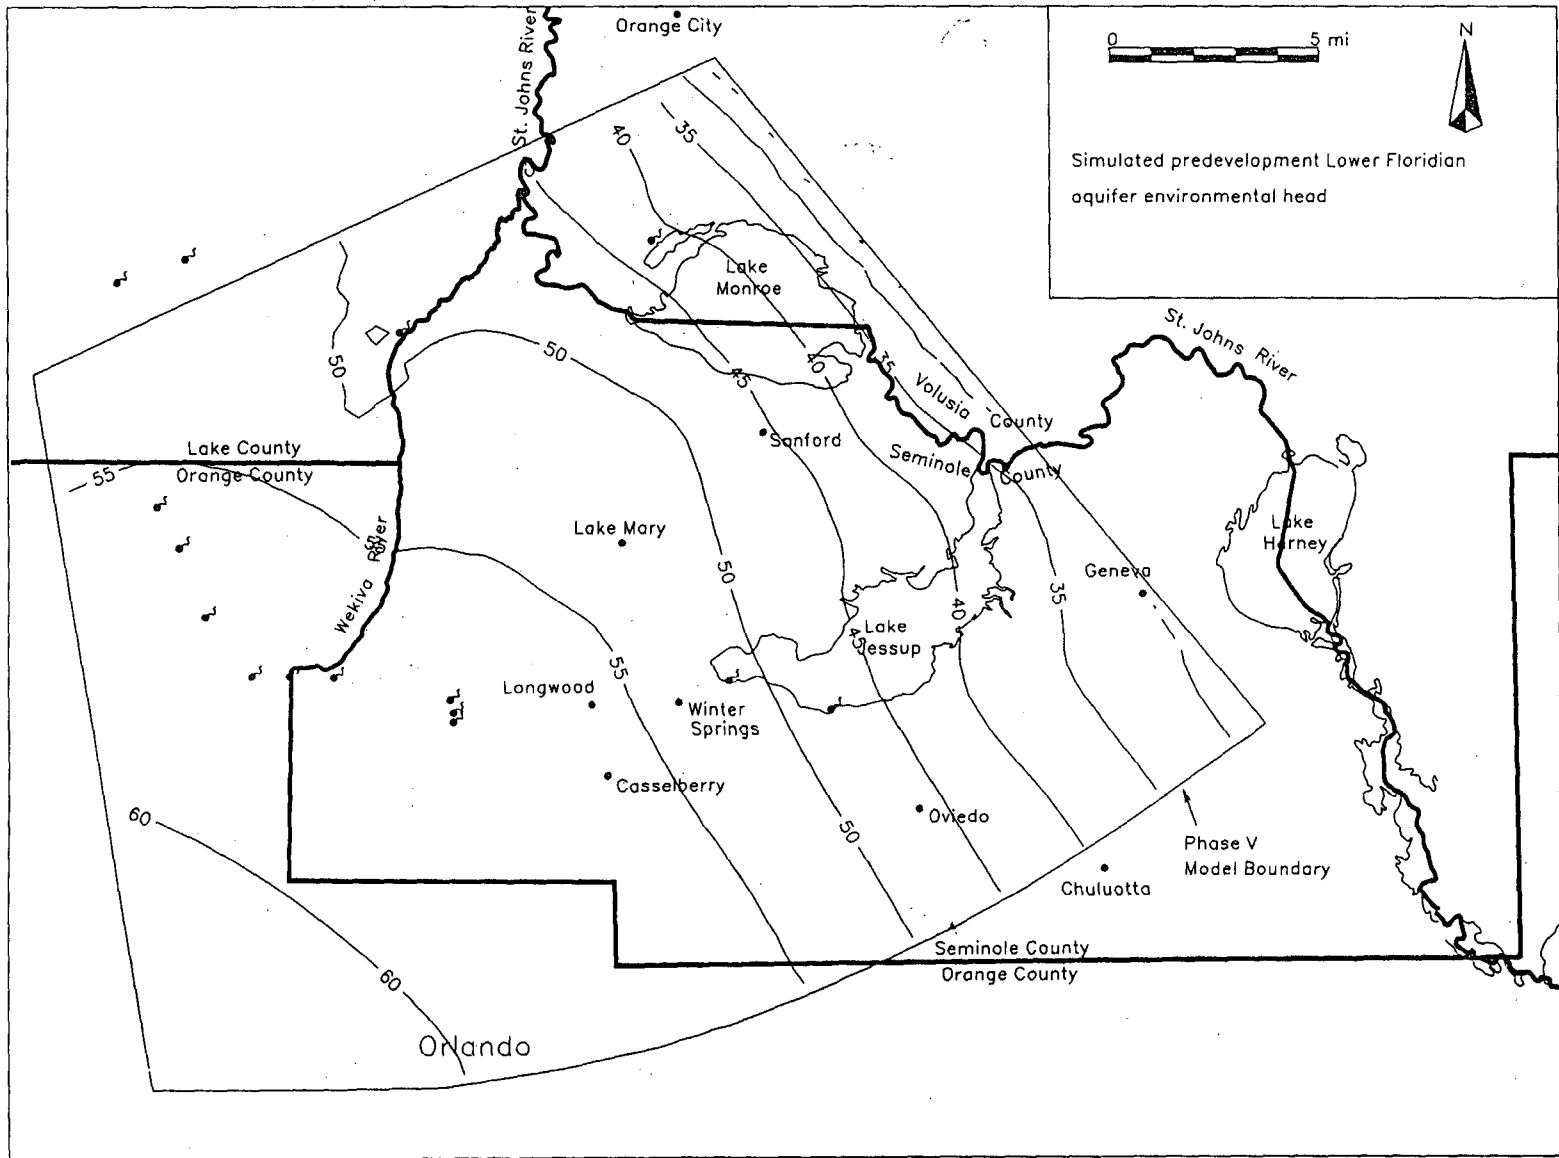 Orange City
St. Johns River
0 5 mi
N
Simulated predevelopment Lower Floridian
aquifer environmental head
35
40
Lake
Monroe
St. Johns River
50
50
45
40
35
Volusia
County
Sanford
Seminole
County
Lake County
Orange County
55
Wekiva River
Lake Mary
50
Lake
Harney
Geneva
35
40
45
Lake
Jessup
55
Longwood
Winter
Springs
Casselberry
60
50
Oviedo
Phase V
Model Boundary
Chuluotta
Seminole County
Orange County
60
Orlando